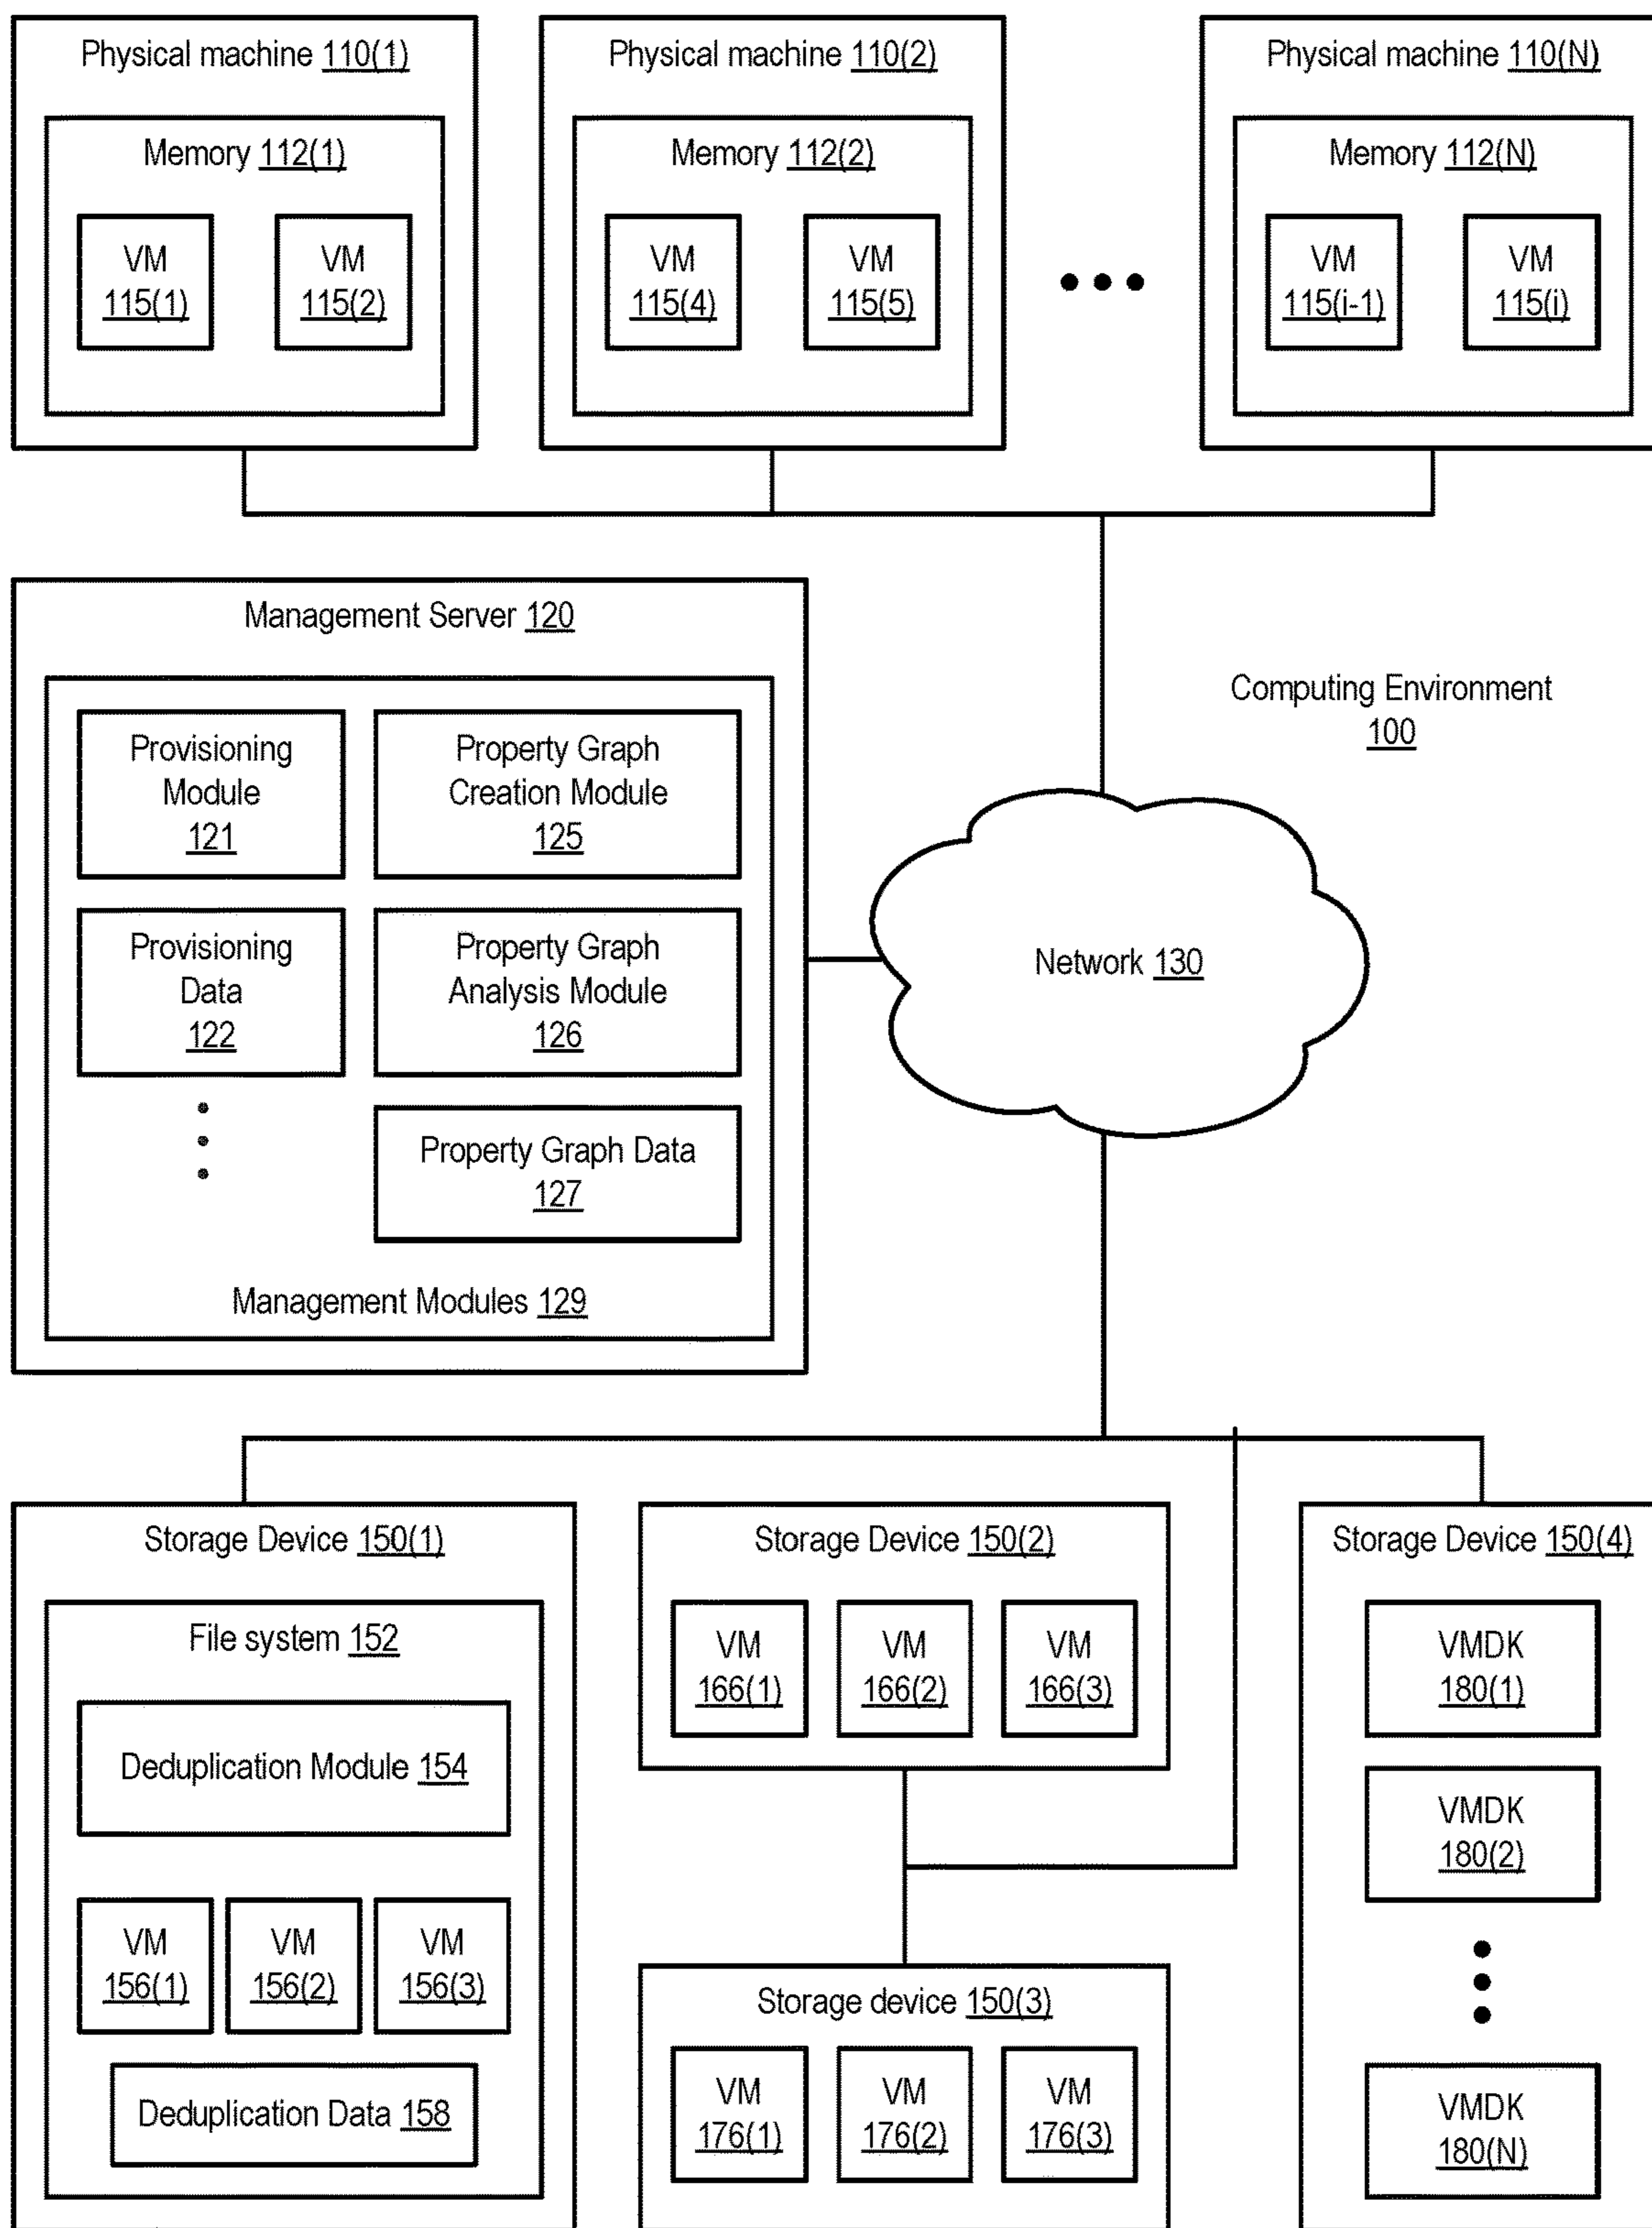 Physical machine 110(1)
Memory 112(1)
VM
115(1)
VM
115(2)
Physical machine 110(2)
Memory 112(2)
VM
115(4)
VM
115(5)
Physical machine 110(N)
Memory 112(N)
VM
115(i-1)
VM
115(i)
Management Server 120
Provisioning
Module
121
Property Graph
Creation Module
125
Provisioning
Data
122
Property Graph
Analysis Module
126
Property Graph Data
127
Management Modules 129
Computing Environment
100
Network 130
Storage Device 150(1)
File system 152
Deduplication Module 154
VM
156(1)
VM
156(2)
VM
156(3)
Deduplication Data 158
Storage Device 150(2)
VM
166(1)
VM
166(2)
VM
166(3)
Storage device 150(3)
VM
176(1)
VM
176(2)
VM
176(3)
Storage Device 150(4)
VMDK
180(1)
VMDK
180(2)
VMDK
180(N)